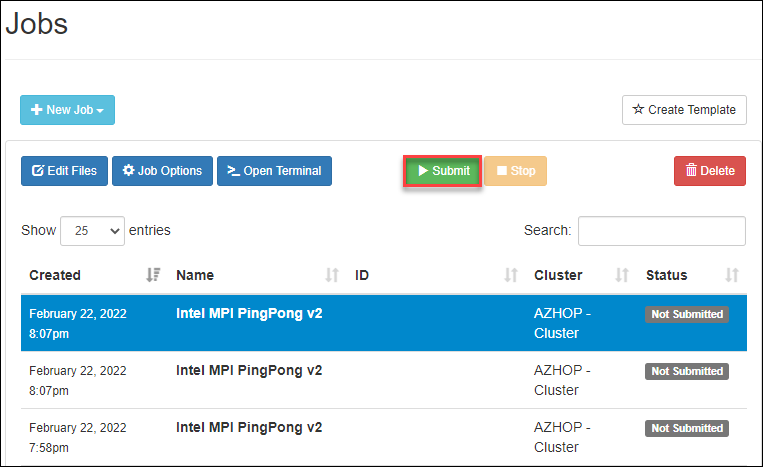 Jobs
New Job
Create Template
Edit Files Job Options Open Terminal Submit Stop Delete
Show 25 entries Search:
Created Name ID Cluster Status
February 22, 2022 8:07pm Intel MPI PingPong v2 AZHOP - Cluster Not Submitted
February 22, 2022 8:07pm Intel MPI PingPong v2 AZHOP - Cluster Not Submitted
February 22, 2022 7:58pm Intel MPI PingPong v2 AZHOP - Cluster Not Submitted